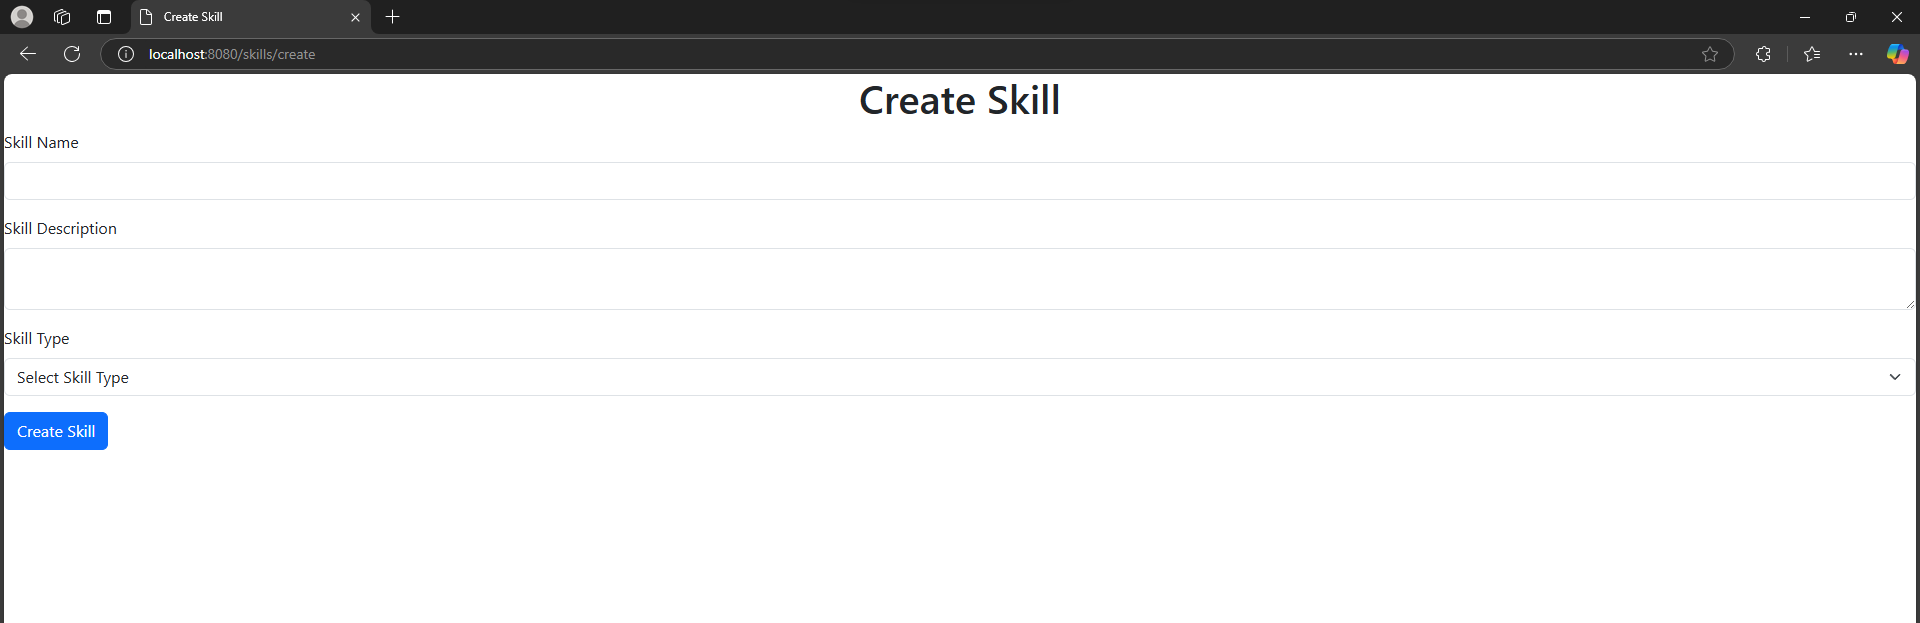 Create Skill
localhost:8080/skills/create
Create Skill
Skill Name
Skill Description
Skill Type
Select Skill Type
Create Skill